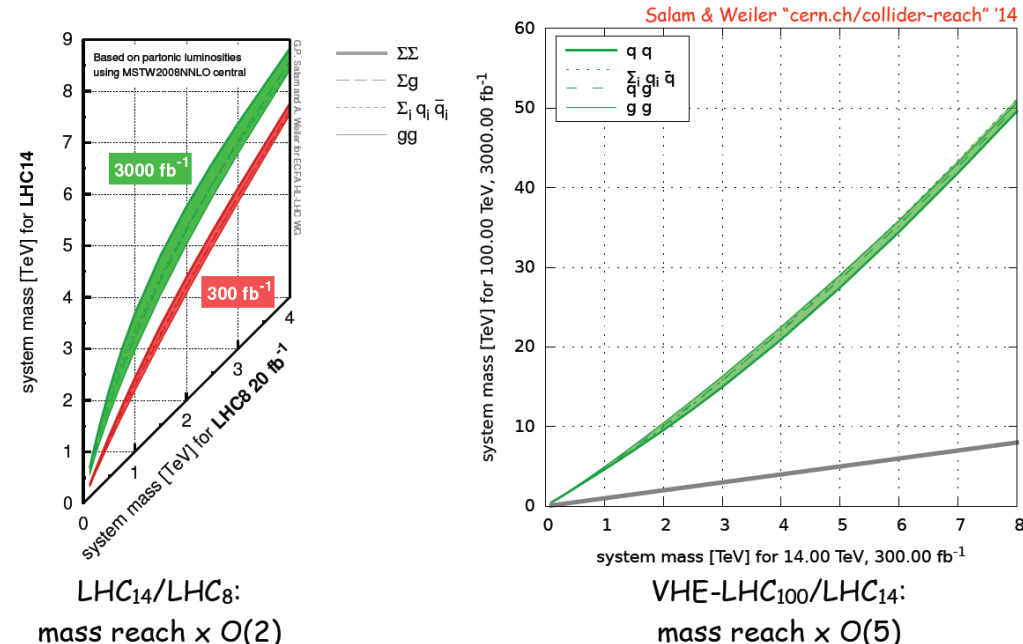 Salam & Weiler “cern.ch/collider-reach” '14
9
8
7
6
5
4
3
2
1
0
system mass [TeV] for LHC14
Based on partonic luminosities
using MSTW2008NNLO central
3000 fb-1
300 fb-1
G.P. Salam and A. Weiler for ECFA HL-LHC WG
0
1
2
3
4
system mass [TeV] for LHC8 20 fb-1
ΣΣ
Σg
Σi qi q̄i
gg
60
50
40
30
20
10
0
system mass [TeV] for 100.00 TeV, 3000.00 fb-1
q q
Σi qi q̄
q g
g g
0 1 2 3 4 5 6 7 8
system mass [TeV] for 14.00 TeV, 300.00 fb-1
LHC14/LHC8:
mass reach x O(2)
VHE-LHC100/LHC14:
mass reach x O(5)